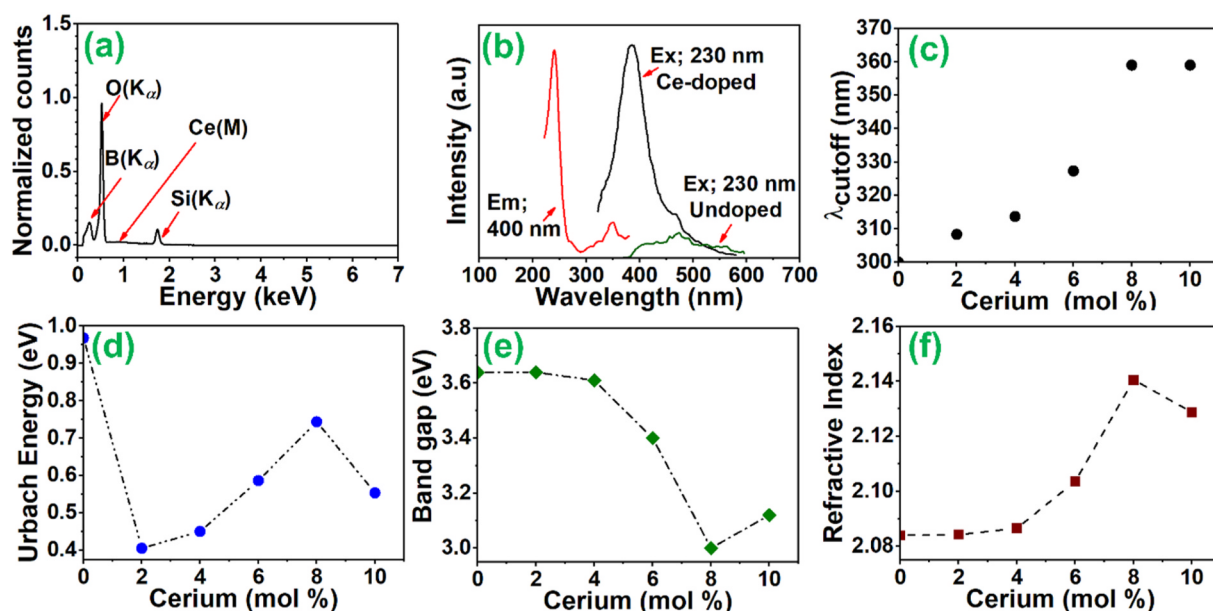 (a)
Normalized counts
1.5
1.0
0.5
0.0
O(Kα)
B(Kα)
Ce(M)
Si(Kα)
0 1 2 3 4 5 6 7
Energy (keV)
(b)
Intensity (a.u)
Ex; 230 nm
Ce-doped
Ex; 230 nm
Undoped
Em;
400 nm
100 200 300 400 500 600 700
Wavelength (nm)
(c)
λcutoff (nm)
370
360
350
340
330
320
310
300
0 2 4 6 8 10
Cerium (mol %)
(d)
Urbach Energy (eV)
1.0
0.9
0.8
0.7
0.6
0.5
0.4
0 2 4 6 8 10
Cerium (mol %)
(e)
Band gap (eV)
3.8
3.6
3.4
3.2
3.0
0 2 4 6 8 10
Cerium (mol %)
(f)
Refractive Index
2.16
2.14
2.12
2.10
2.08
0 2 4 6 8 10
Cerium (mol %)